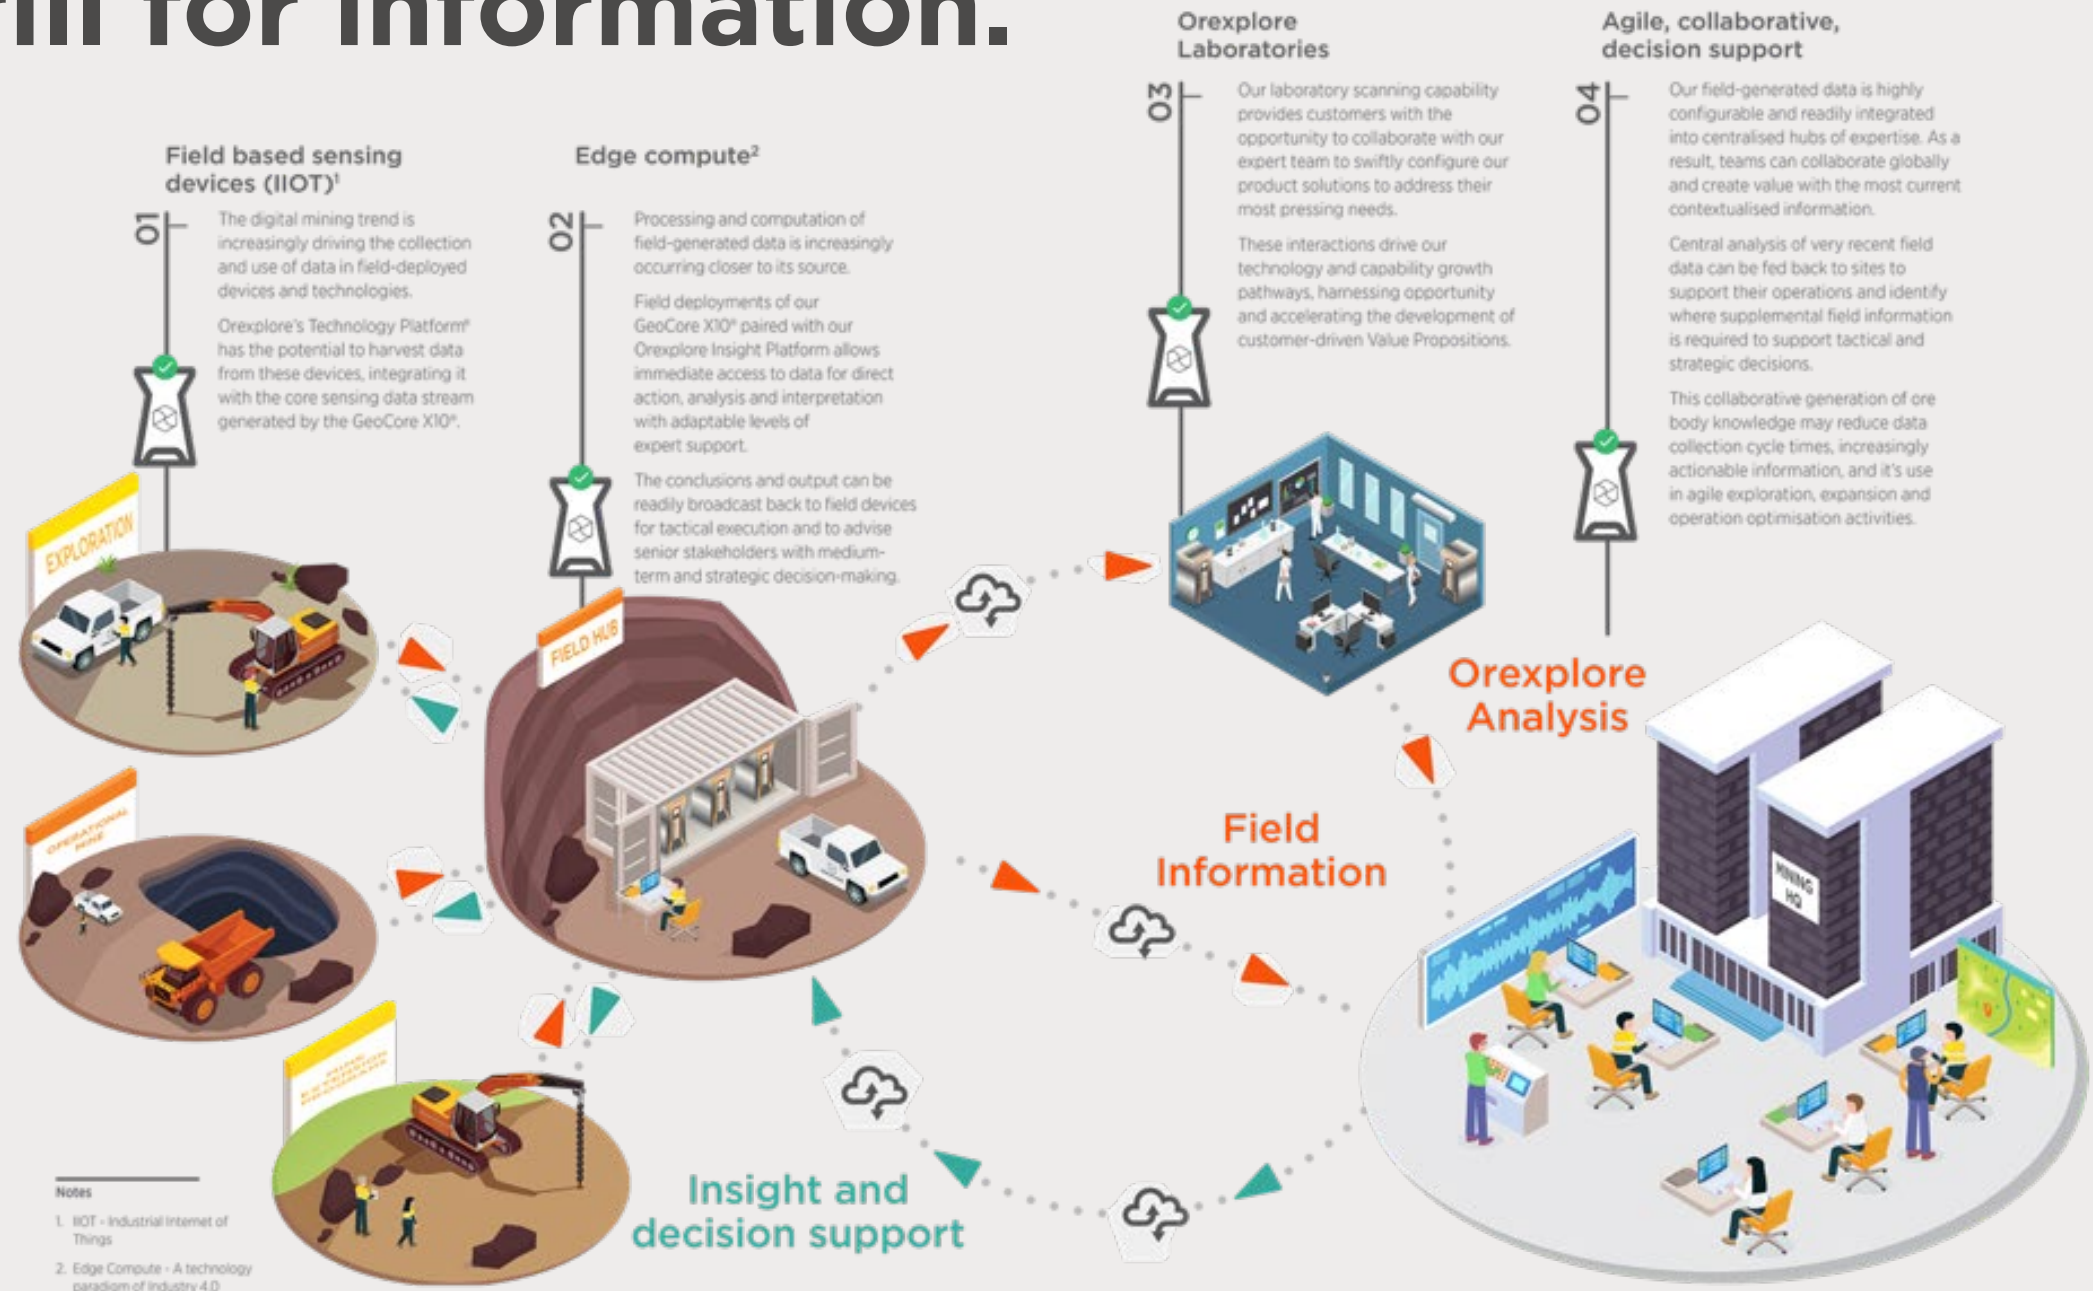 ill for information.
Field based sensing
devices (IIOT)¹
01
The digital mining trend is
increasingly driving the collection
and use of data in field-deployed
devices and technologies.
Orexplore's Technology Platform®
has the potential to harvest data
from these devices, integrating it
with the core sensing data stream
generated by the GeoCore X10®.
Edge compute²
02
Processing and computation of
field-generated data is increasingly
occurring closer to its source.
Field deployments of our
GeoCore X10® paired with our
Orexplore Insight Platform allows
immediate access to data for direct
action, analysis and interpretation
with adaptable levels of
expert support.
The conclusions and output can be
readily broadcast back to field devices
for tactical execution and to advise
senior stakeholders with medium-
term and strategic decision-making.
Orexplore
Laboratories
03
Our laboratory scanning capability
provides customers with the
opportunity to collaborate with our
expert team to swiftly configure our
product solutions to address their
most pressing needs.
These interactions drive our
technology and capability growth
pathways, harnessing opportunity
and accelerating the development of
customer-driven Value Propositions.
Agile, collaborative,
decision support
04
Our field-generated data is highly
configurable and readily integrated
into centralised hubs of expertise. As a
result, teams can collaborate globally
and create value with the most current
contextualised information.
Central analysis of very recent field
data can be fed back to sites to
support their operations and identify
where supplemental field information
is required to support tactical and
strategic decisions.
This collaborative generation of ore
body knowledge may reduce data
collection cycle times, increasingly
actionable information, and it's use
in agile exploration, expansion and
operation optimisation activities.
EXPLORATION
FIELD HUB
OPERATIONAL
MINE
Orexplore
Analysis
Field
Information
MINING
HQ
Insight and
decision support
Notes
1. IIOT - Industrial Internet of
Things
2. Edge Compute - A technology
paradigm of Industry 4.0